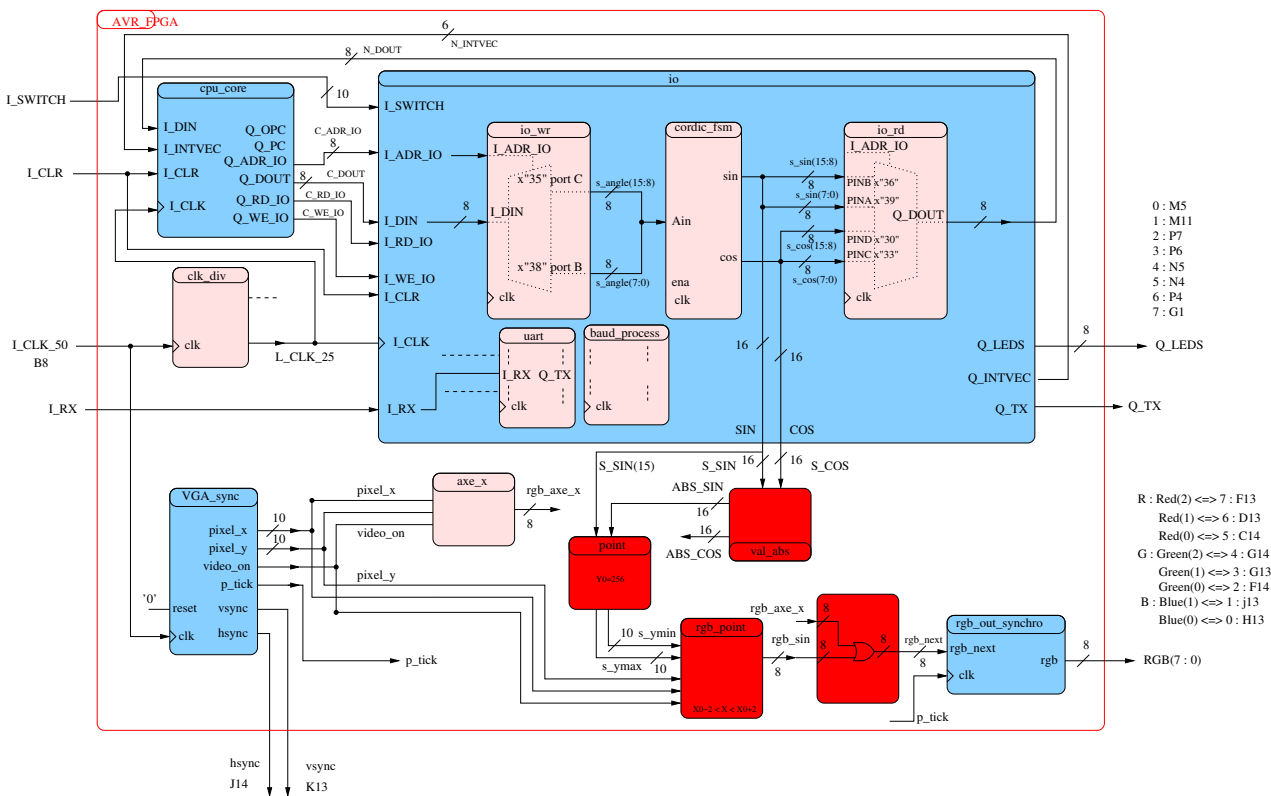 AVR_FPGA
6
N_INTVEC
8
N_DOUT
I_SWITCH
10
cpu_core
I_DIN
I_INTVEC
I_CLR
I_CLK
Q_OPC
Q_PC
Q_ADR_IO
Q_DOUT
Q_RD_IO
Q_WE_IO
C_ADR_IO
8
C_DOUT
8
C_RD_IO
C_WE_IO
I_CLR
io
I_SWITCH
I_ADR_IO
I_DIN
I_RD_IO
I_WE_IO
I_CLR
I_CLK
I_RX
8
io_wr
I_ADR_IO
x"35" port C
I_DIN
x"38" port B
clk
s_angle(15:8)
8
8
s_angle(7:0)
cordic_fsm
sin
Ain
cos
ena
clk
s_sin(15:8)
8
s_sin(7:0)
8
8
s_cos(15:8)
8
s_cos(7:0)
io_rd
I_ADR_IO
PINB x"36"
PINA x"39"
Q_DOUT
PIND x"30"
PINC x"33"
clk
8
clk_div
clk
I_CLK_50
B8
L_CLK_25
I_RX
uart
I_RX Q_TX
clk
baud_process
clk
16
16
SIN
COS
Q_LEDS
Q_INTVEC
Q_TX
8
Q_LEDS
Q_TX
0 : M5
1 : M11
2 : P7
3 : P6
4 : N5
5 : N4
6 : P4
7 : G1
S_SIN(15)
S_SIN
16
16
S_COS
VGA_sync
pixel_x
pixel_y
video_on
p_tick
vsync
hsync
'0'
reset
clk
10
10
pixel_x
video_on
pixel_y
axe_x
rgb_axe_x
8
ABS_SIN
16
16
ABS_COS
val_abs
point
Y0=256
10
s_ymin
s_ymax
10
p_tick
rgb_point
X0-2 < X < X0+2
rgb_axe_x
8
rgb_sin
8
8
8
rgb_next
8
rgb_out_synchro
rgb_next
rgb
clk
p_tick
8
RGB(7 : 0)
R : Red(2) <=> 7 : F13
Red(1) <=> 6 : D13
Red(0) <=> 5 : C14
G : Green(2) <=> 4 : G14
Green(1) <=> 3 : G13
Green(0) <=> 2 : F14
B : Blue(1) <=> 1 : j13
Blue(0) <=> 0 : H13
hsync
J14
vsync
K13